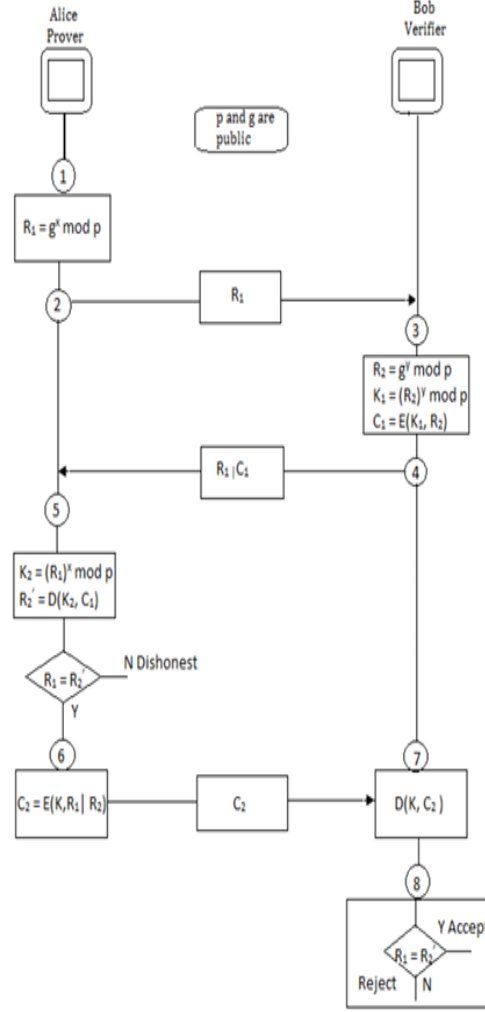 Alice
Prover
Bob
Verifier
p and g are
public
1
R₁ = gˣ mod p
2
R₁
3
R₂ = gʸ mod p
K₁ = (R₂)ʸ mod p
C₁ = E(K₁, R₂)
R₁ | C₁
4
5
K₂ = (R₁)ˣ mod p
R₂' = D(K₂, C₁)
N Dishonest
R₁ = R₂'
Y
6
7
C₂ = E(K,R₁| R₂)
C₂
D(K, C₂ )
8
Y Accept
R₁ = R₂'
Reject
N